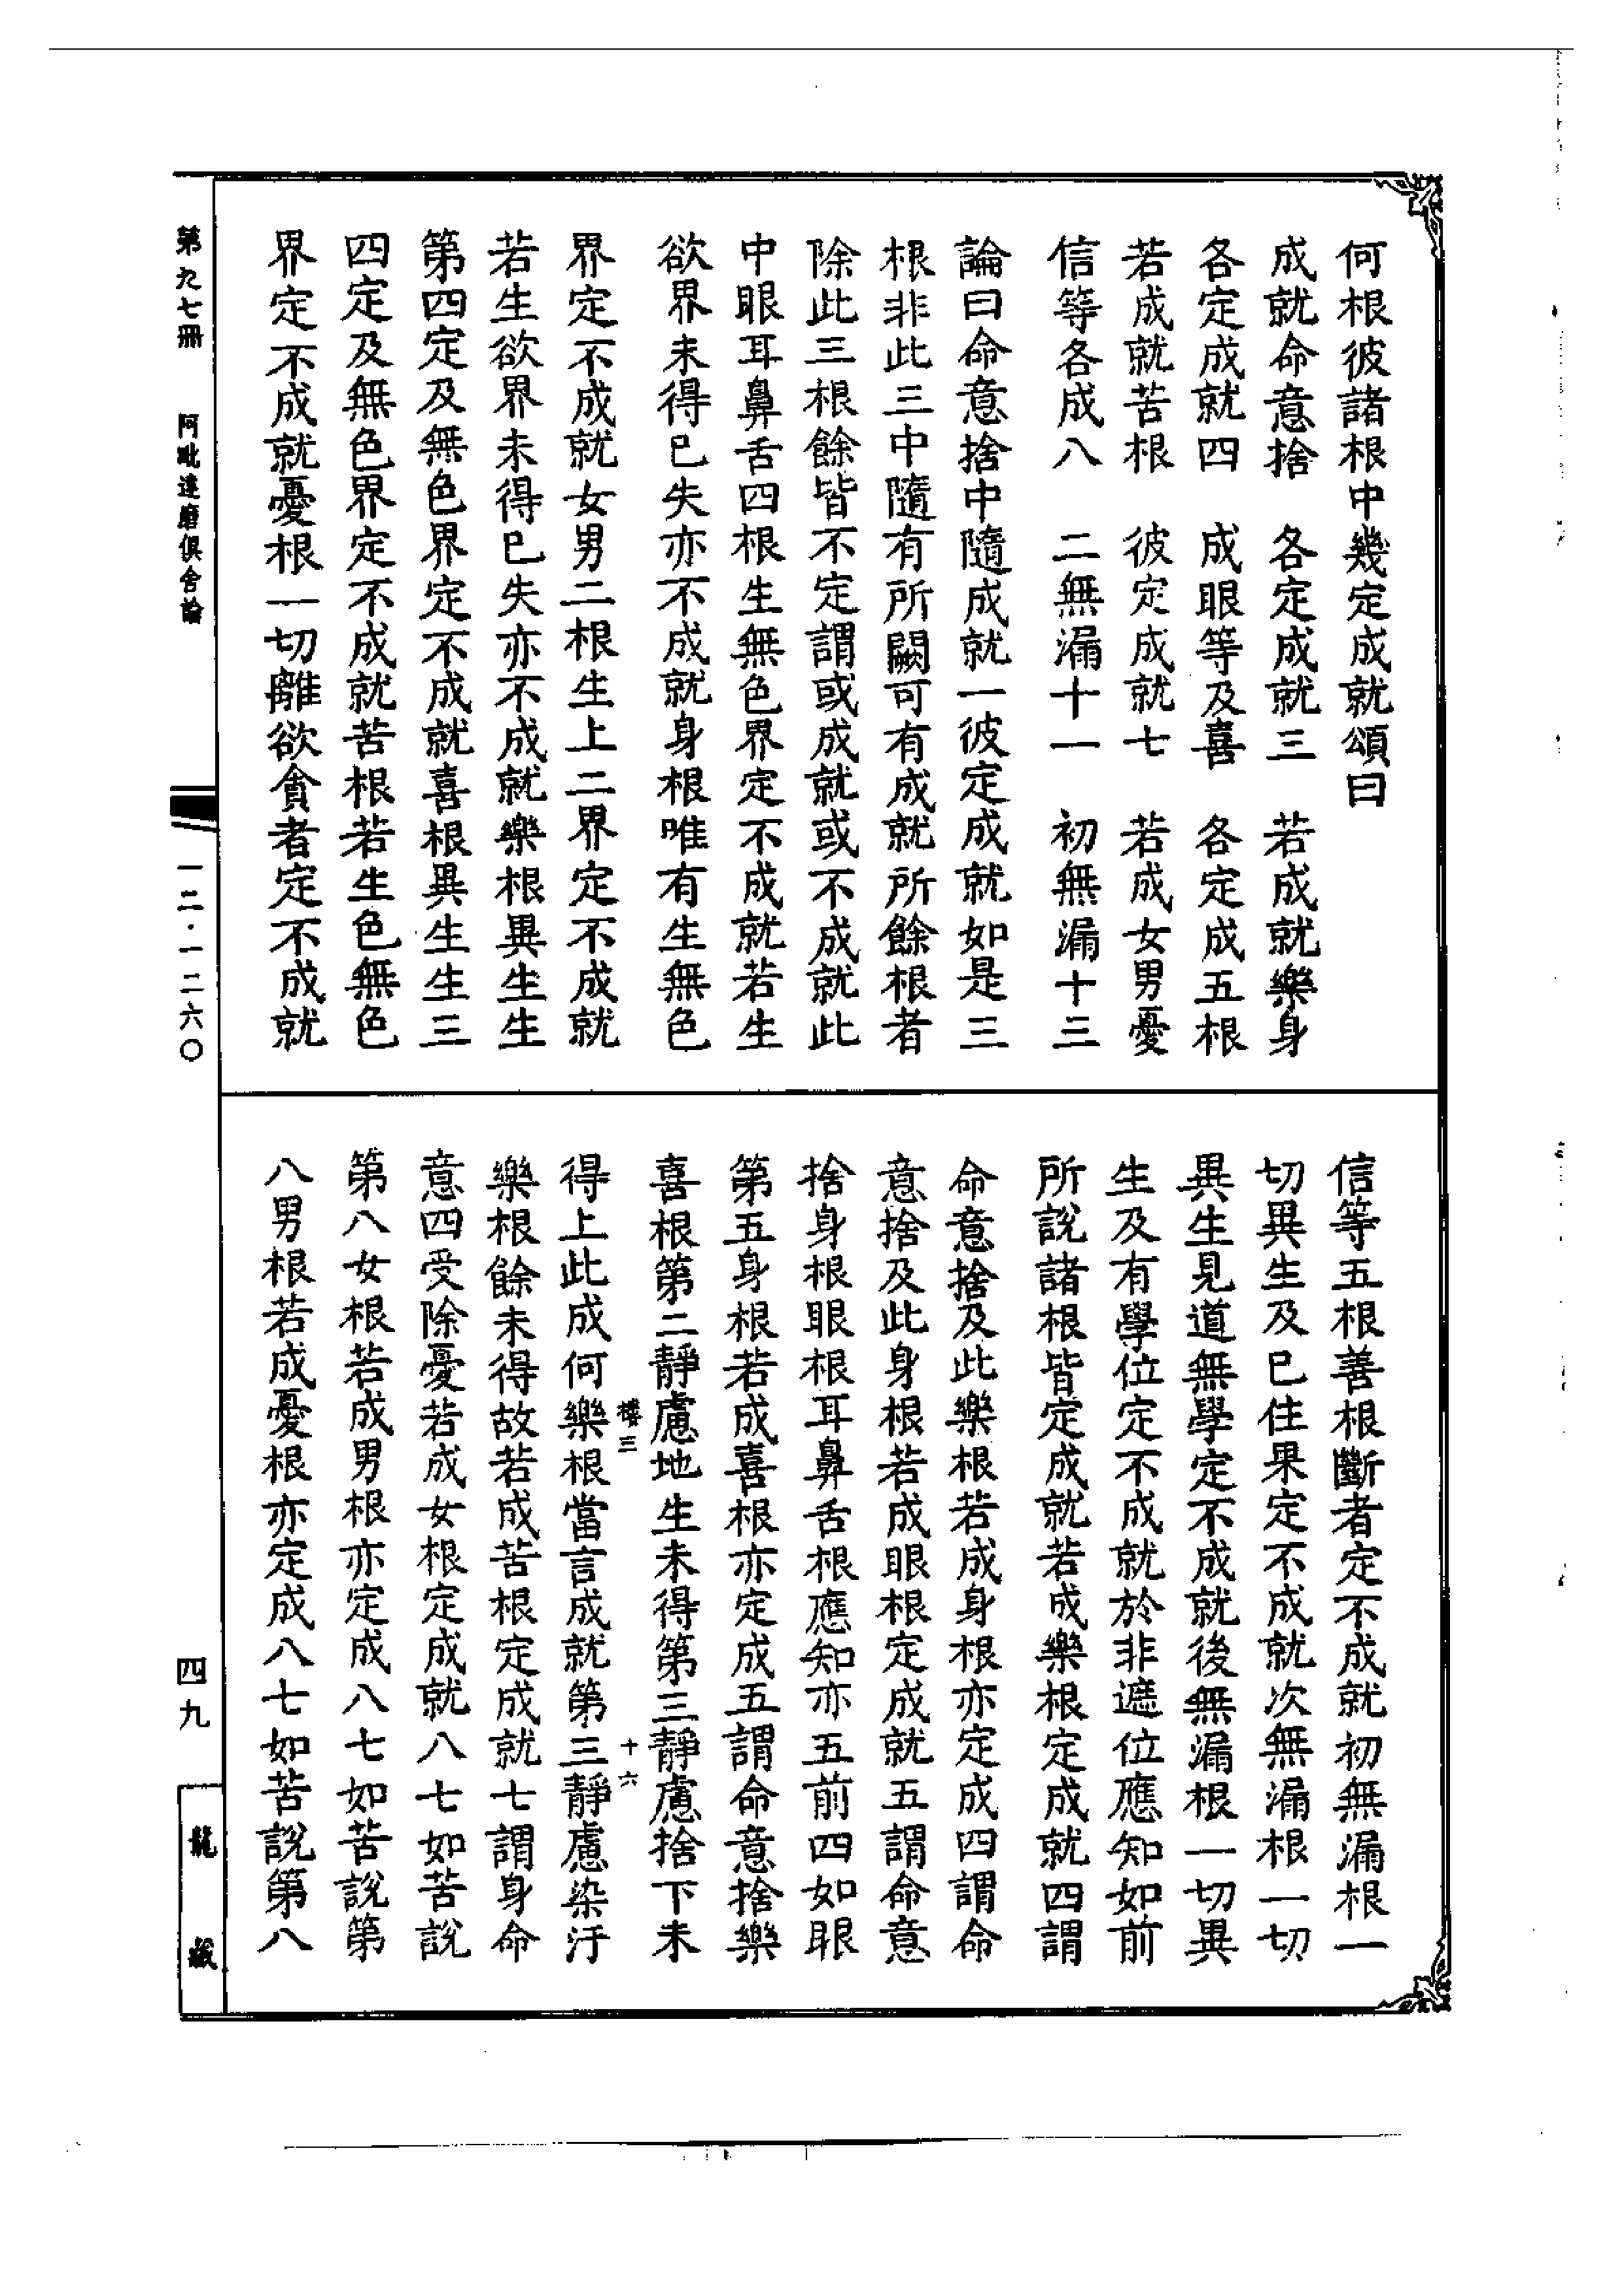 何根彼諸根中幾定成就頌曰
成就命意捨　各定成就三　若成就樂身
各定成就四　成眼等及喜　各定成五根
若成就苦根　彼定成就七　若成女男憂
信等各成八　二無漏十一　初無漏十三
論曰命意捨中隨成就一彼定成就如是三
根非此三中隨有所闕可有成就所餘根者
除此三根餘皆不定謂或成就或不成就此
中眼耳鼻舌四根生無色界定不成就若生
欲界未得已失亦不成就身根唯有生無色
界定不成就女男二根生上二界定不成就
若生欲界未得已失亦不成就樂根異生生
第四定及無色界定不成就喜根異生生三
四定及無色界定不成就苦根若生色無色
界定不成就憂根一切離欲貪者定不成就
信等五根善根斷者定不成就初無漏根一
切異生及已住果定不成就次無漏根一切
異生見道無學定不成就後無漏根一切異
生及有學位定不成就於非遮位應知如前
所說諸根皆定成就若成樂根定成就四謂
命意捨及此樂根若成身根亦定成四謂命
意捨及此身根若成眼根定成就五謂命意
捨身根眼根耳鼻舌根應知亦五前四如眼
第五身根若成喜根亦定成五謂命意捨樂
喜根第二靜慮地生未得第三靜慮捨下未
樓三　十六
得上此成何樂根當言成就第三靜慮染汙
樂根餘未得故若成苦根定成就七謂身命
意四受除憂若成女根定成就八七如苦說
第八女根若成男根亦定成八七如苦說第
八男根若成憂根亦定成八七如苦說第八
第九七冊　阿毗達磨俱舍論
一二·一二六〇
四九
龍藏